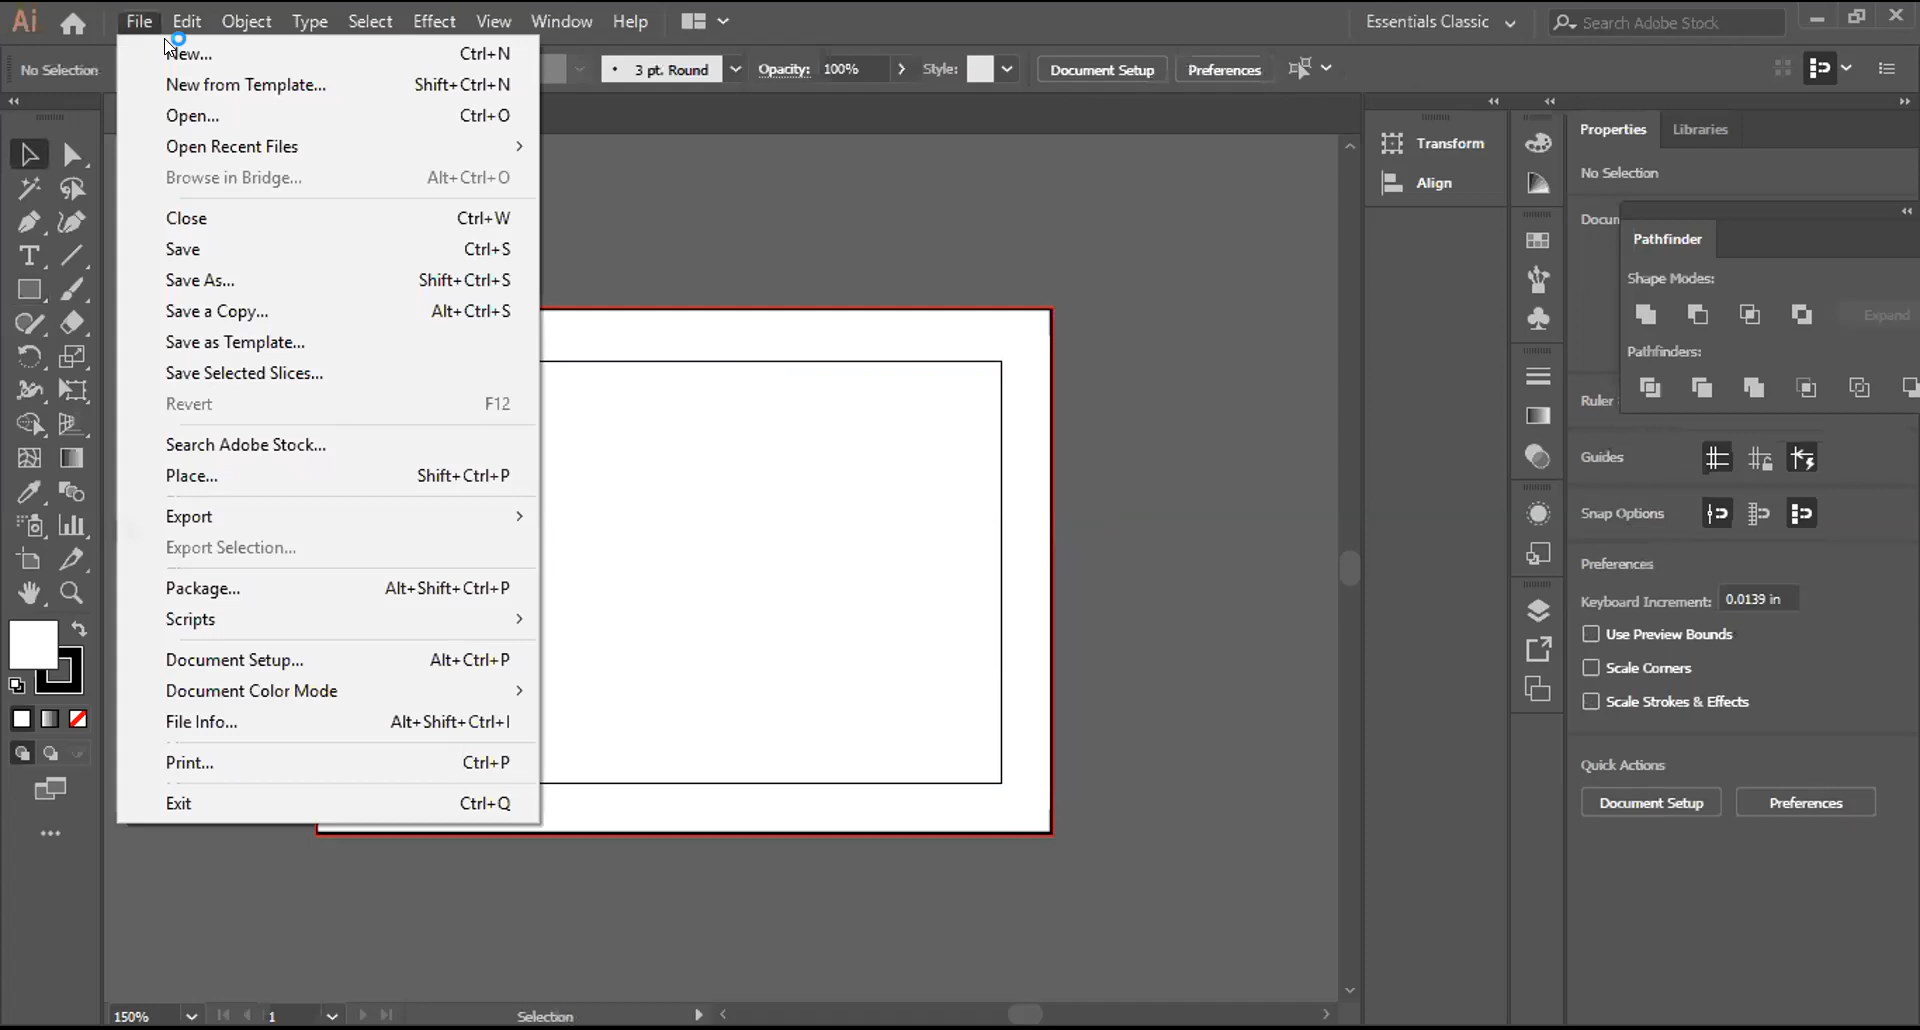 Ai File Edit Object Type Select Effect View Window Help Essentials Classic Search Adobe Stock
No Selection 3 pt. Round Opacity: 100% Style: Document Setup Preferences
New... Ctrl+N
New from Template... Shift+Ctrl+N
Open... Ctrl+O
Open Recent Files
Browse in Bridge... Alt+Ctrl+O
Close Ctrl+W
Save Ctrl+S
Save As... Shift+Ctrl+S
Save a Copy... Alt+Ctrl+S
Save as Template...
Save Selected Slices...
Revert F12
Search Adobe Stock...
Place... Shift+Ctrl+P
Export
Export Selection...
Package... Alt+Shift+Ctrl+P
Scripts
Document Setup... Alt+Ctrl+P
Document Color Mode
File Info... Alt+Shift+Ctrl+I
Print... Ctrl+P
Exit Ctrl+Q
Transform
Align
Properties Libraries
No Selection
Docum
Pathfinder
Shape Modes:
Expand
Pathfinders:
Ruler
Guides
Snap Options
Preferences
Keyboard Increment: 0.0139 in
Use Preview Bounds
Scale Corners
Scale Strokes & Effects
Quick Actions
Document Setup Preferences
150% 1 Selection